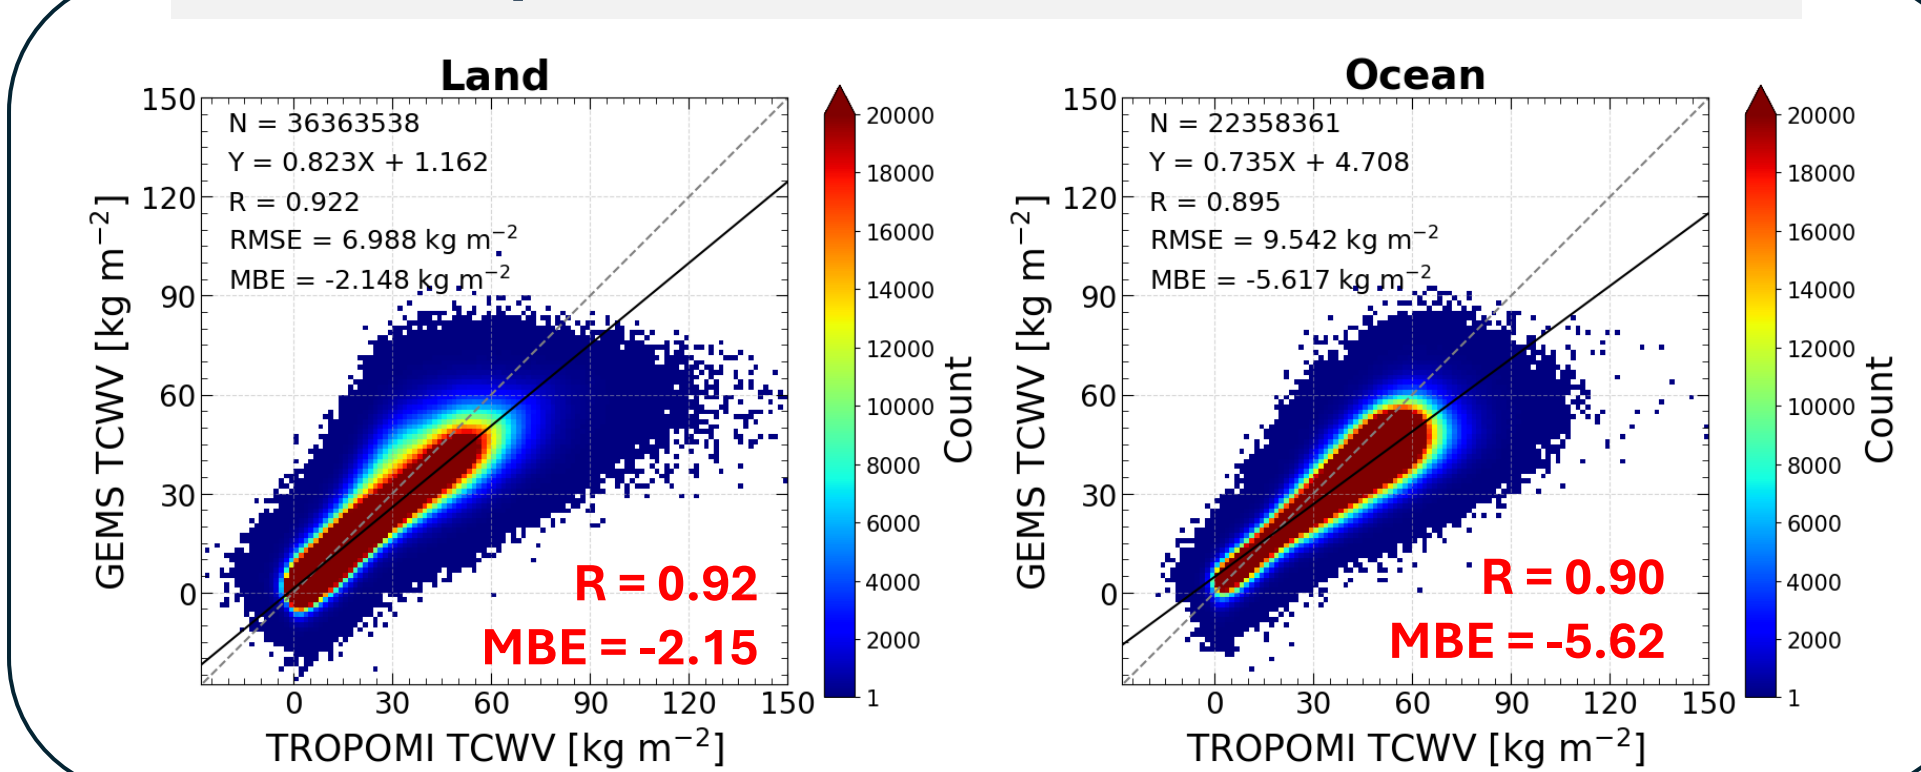 Land
N = 36363538
Y = 0.823X + 1.162
R = 0.922
RMSE = 6.988 kg m⁻²
MBE = -2.148 kg m⁻²
R = 0.92
MBE = -2.15
150
120
90
60
30
0
GEMS TCWV [kg m⁻²]
0 30 60 90 120 150
TROPOMI TCWV [kg m⁻²]
20000
18000
16000
14000
12000
10000
8000
6000
4000
2000
1
Count
Ocean
N = 22358361
Y = 0.735X + 4.708
R = 0.895
RMSE = 9.542 kg m⁻²
MBE = -5.617 kg m⁻²
R = 0.90
MBE = -5.62
150
120
90
60
30
0
GEMS TCWV [kg m⁻²]
0 30 60 90 120 150
TROPOMI TCWV [kg m⁻²]
20000
18000
16000
14000
12000
10000
8000
6000
4000
2000
1
Count